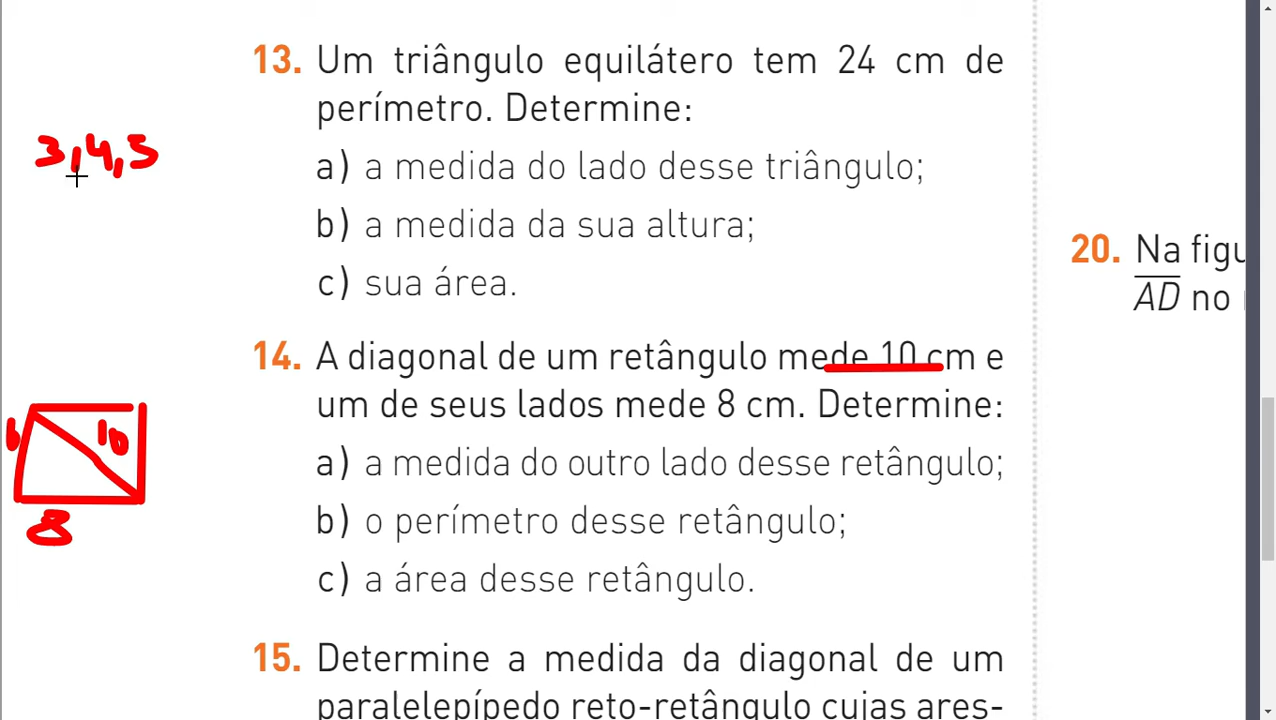 13. Um triângulo equilátero tem 24 cm de
perímetro. Determine:
a) a medida do lado desse triângulo;
b) a medida da sua altura;
c) sua área.
14. A diagonal de um retângulo mede 10 cm e
um de seus lados mede 8 cm. Determine:
a) a medida do outro lado desse retângulo;
b) o perímetro desse retângulo;
c) a área desse retângulo.
15. Determine a medida da diagonal de um
paralelepípedo reto-retângulo cujas ares-
3,4,5
6
10
8
20. Na figu
AD no